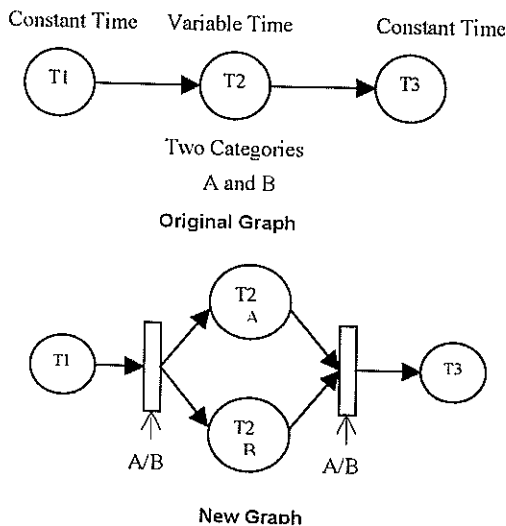 Constant Time Variable Time Constant Time
T1 T2 T3
Two Categories
A and B
Original Graph
T2
A
T1 T3
T2
B
A/B A/B
New Graph